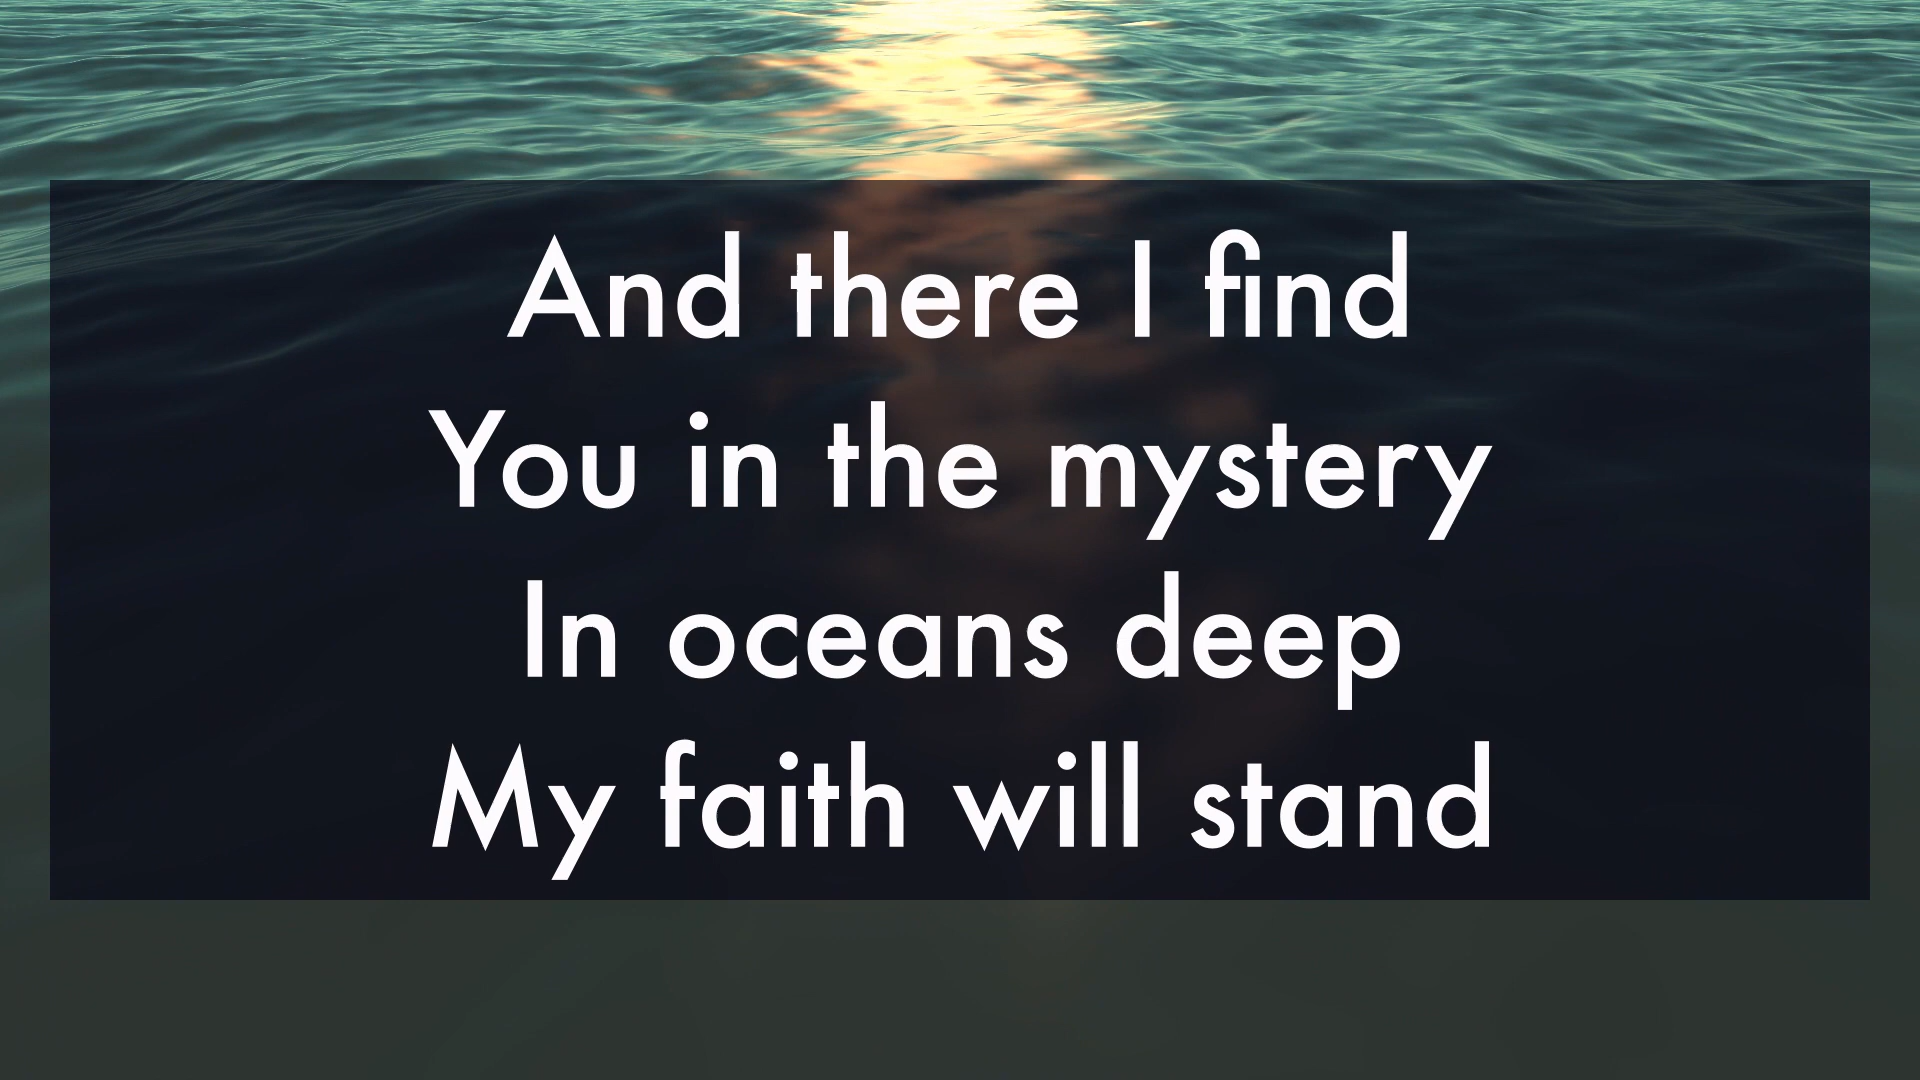 And there I find
You in the mystery
In oceans deep
My faith will stand